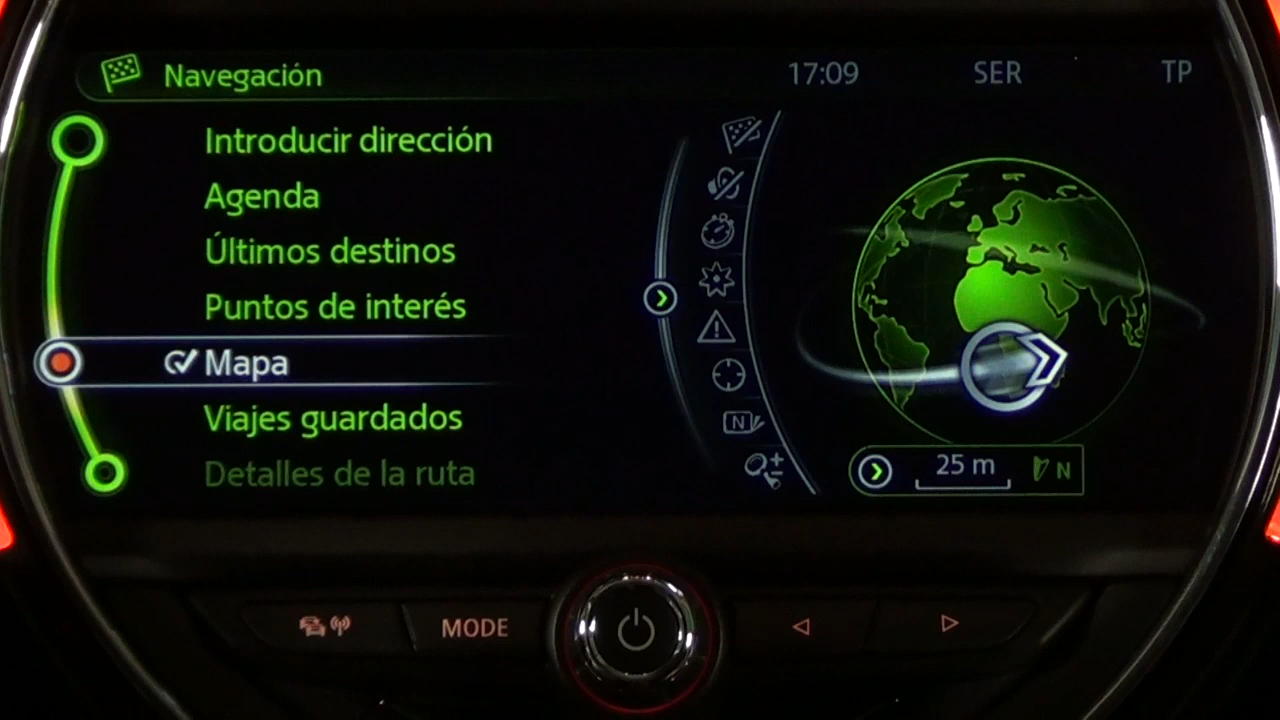 Navegación
17:09
SER
TP
Introducir dirección
Agenda
Últimos destinos
Puntos de interés
Mapa
Viajes guardados
Detalles de la ruta
N
25 m
N
MODE